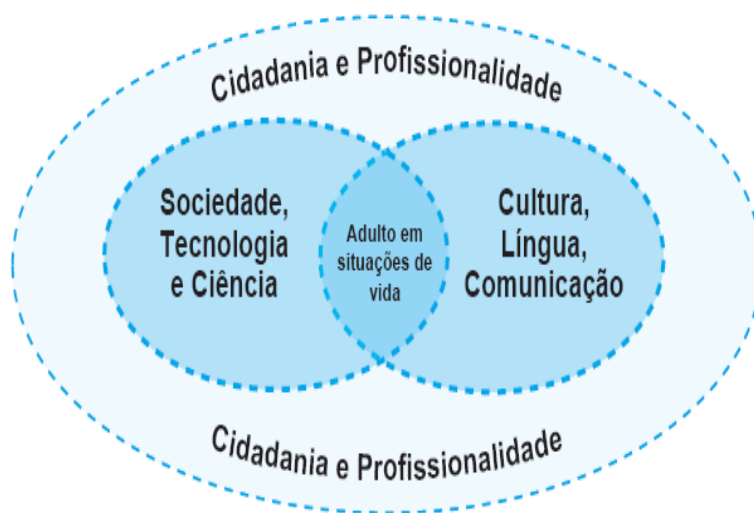 Cidadania e Profissionalidade
Sociedade,
Tecnologia
e Ciência
Adulto em
situações de
vida
Cultura,
Língua,
Comunicação
Cidadania e Profissionalidade